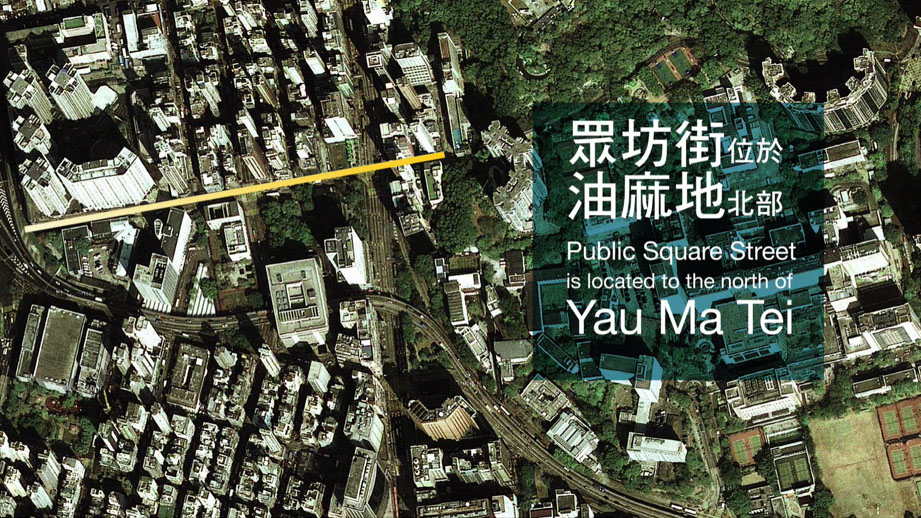 眾坊街位於
油麻地北部
Public Square Street
is located to the north of
Yau Ma Tei